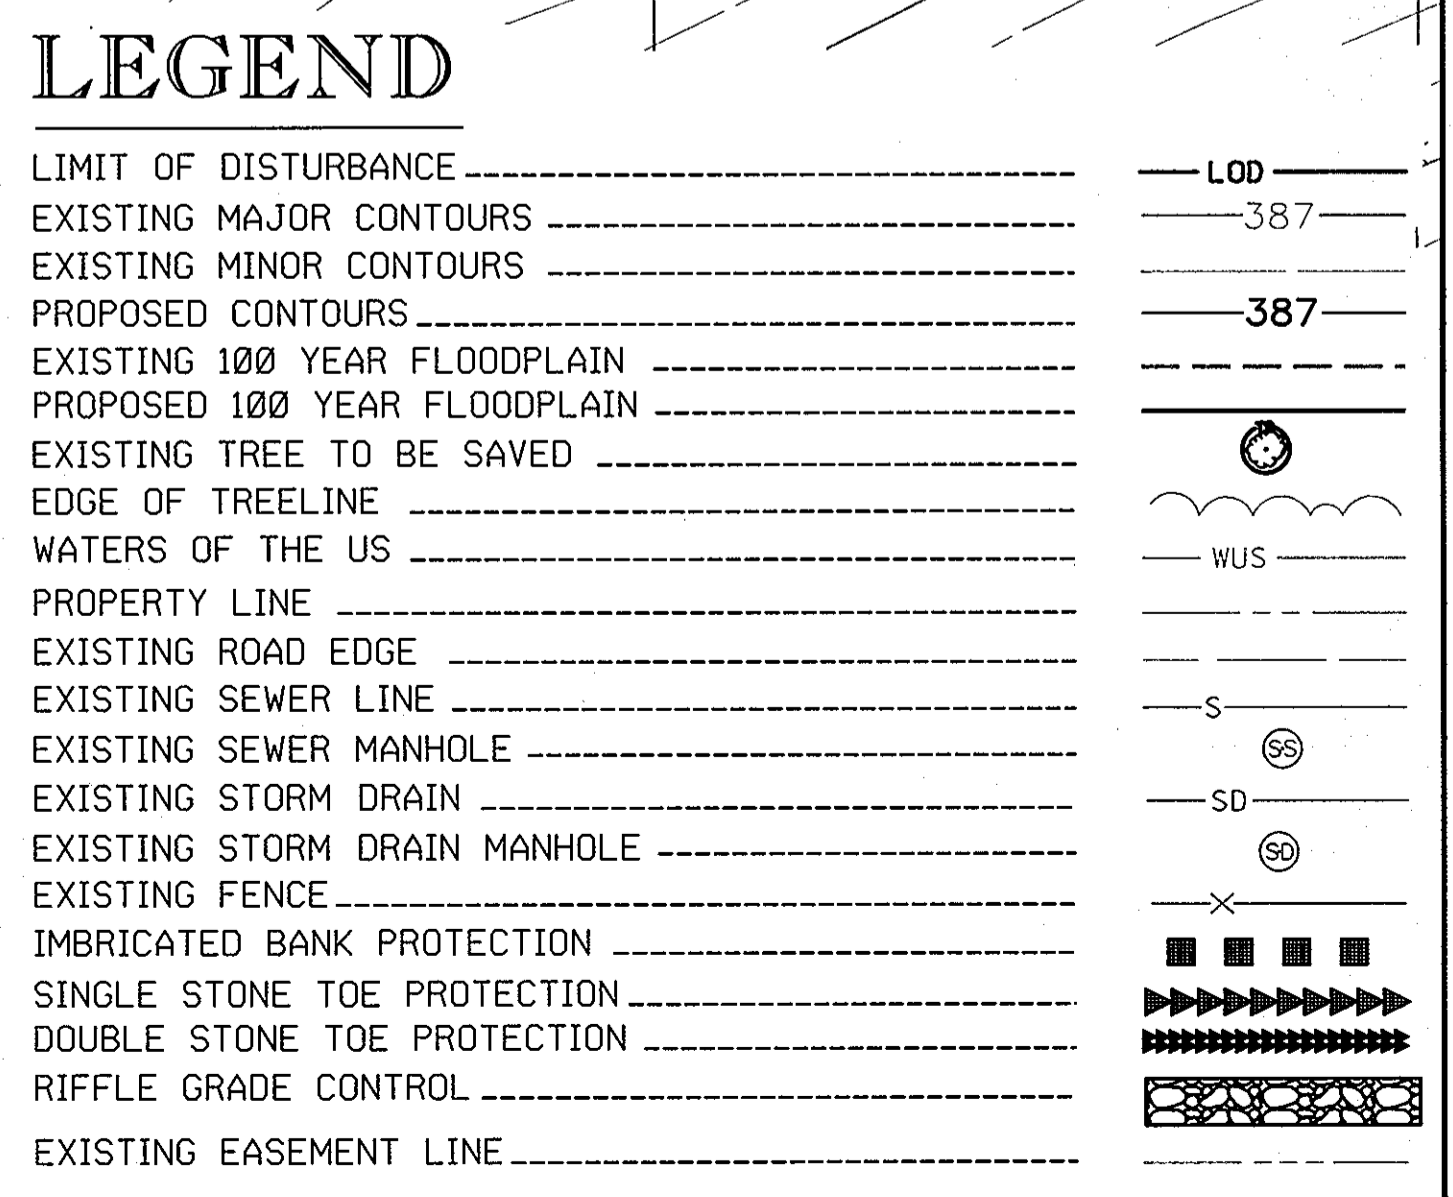 LEGEND
LIMIT OF DISTURBANCE LOD
EXISTING MAJOR CONTOURS 387
EXISTING MINOR CONTOURS
PROPOSED CONTOURS 387
EXISTING 100 YEAR FLOODPLAIN
PROPOSED 100 YEAR FLOODPLAIN
EXISTING TREE TO BE SAVED
EDGE OF TREELINE
WATERS OF THE US WUS
PROPERTY LINE
EXISTING ROAD EDGE
EXISTING SEWER LINE S
EXISTING SEWER MANHOLE SS
EXISTING STORM DRAIN SD
EXISTING STORM DRAIN MANHOLE SD
EXISTING FENCE X
IMBRICATED BANK PROTECTION
SINGLE STONE TOE PROTECTION
DOUBLE STONE TOE PROTECTION
RIFFLE GRADE CONTROL
EXISTING EASEMENT LINE